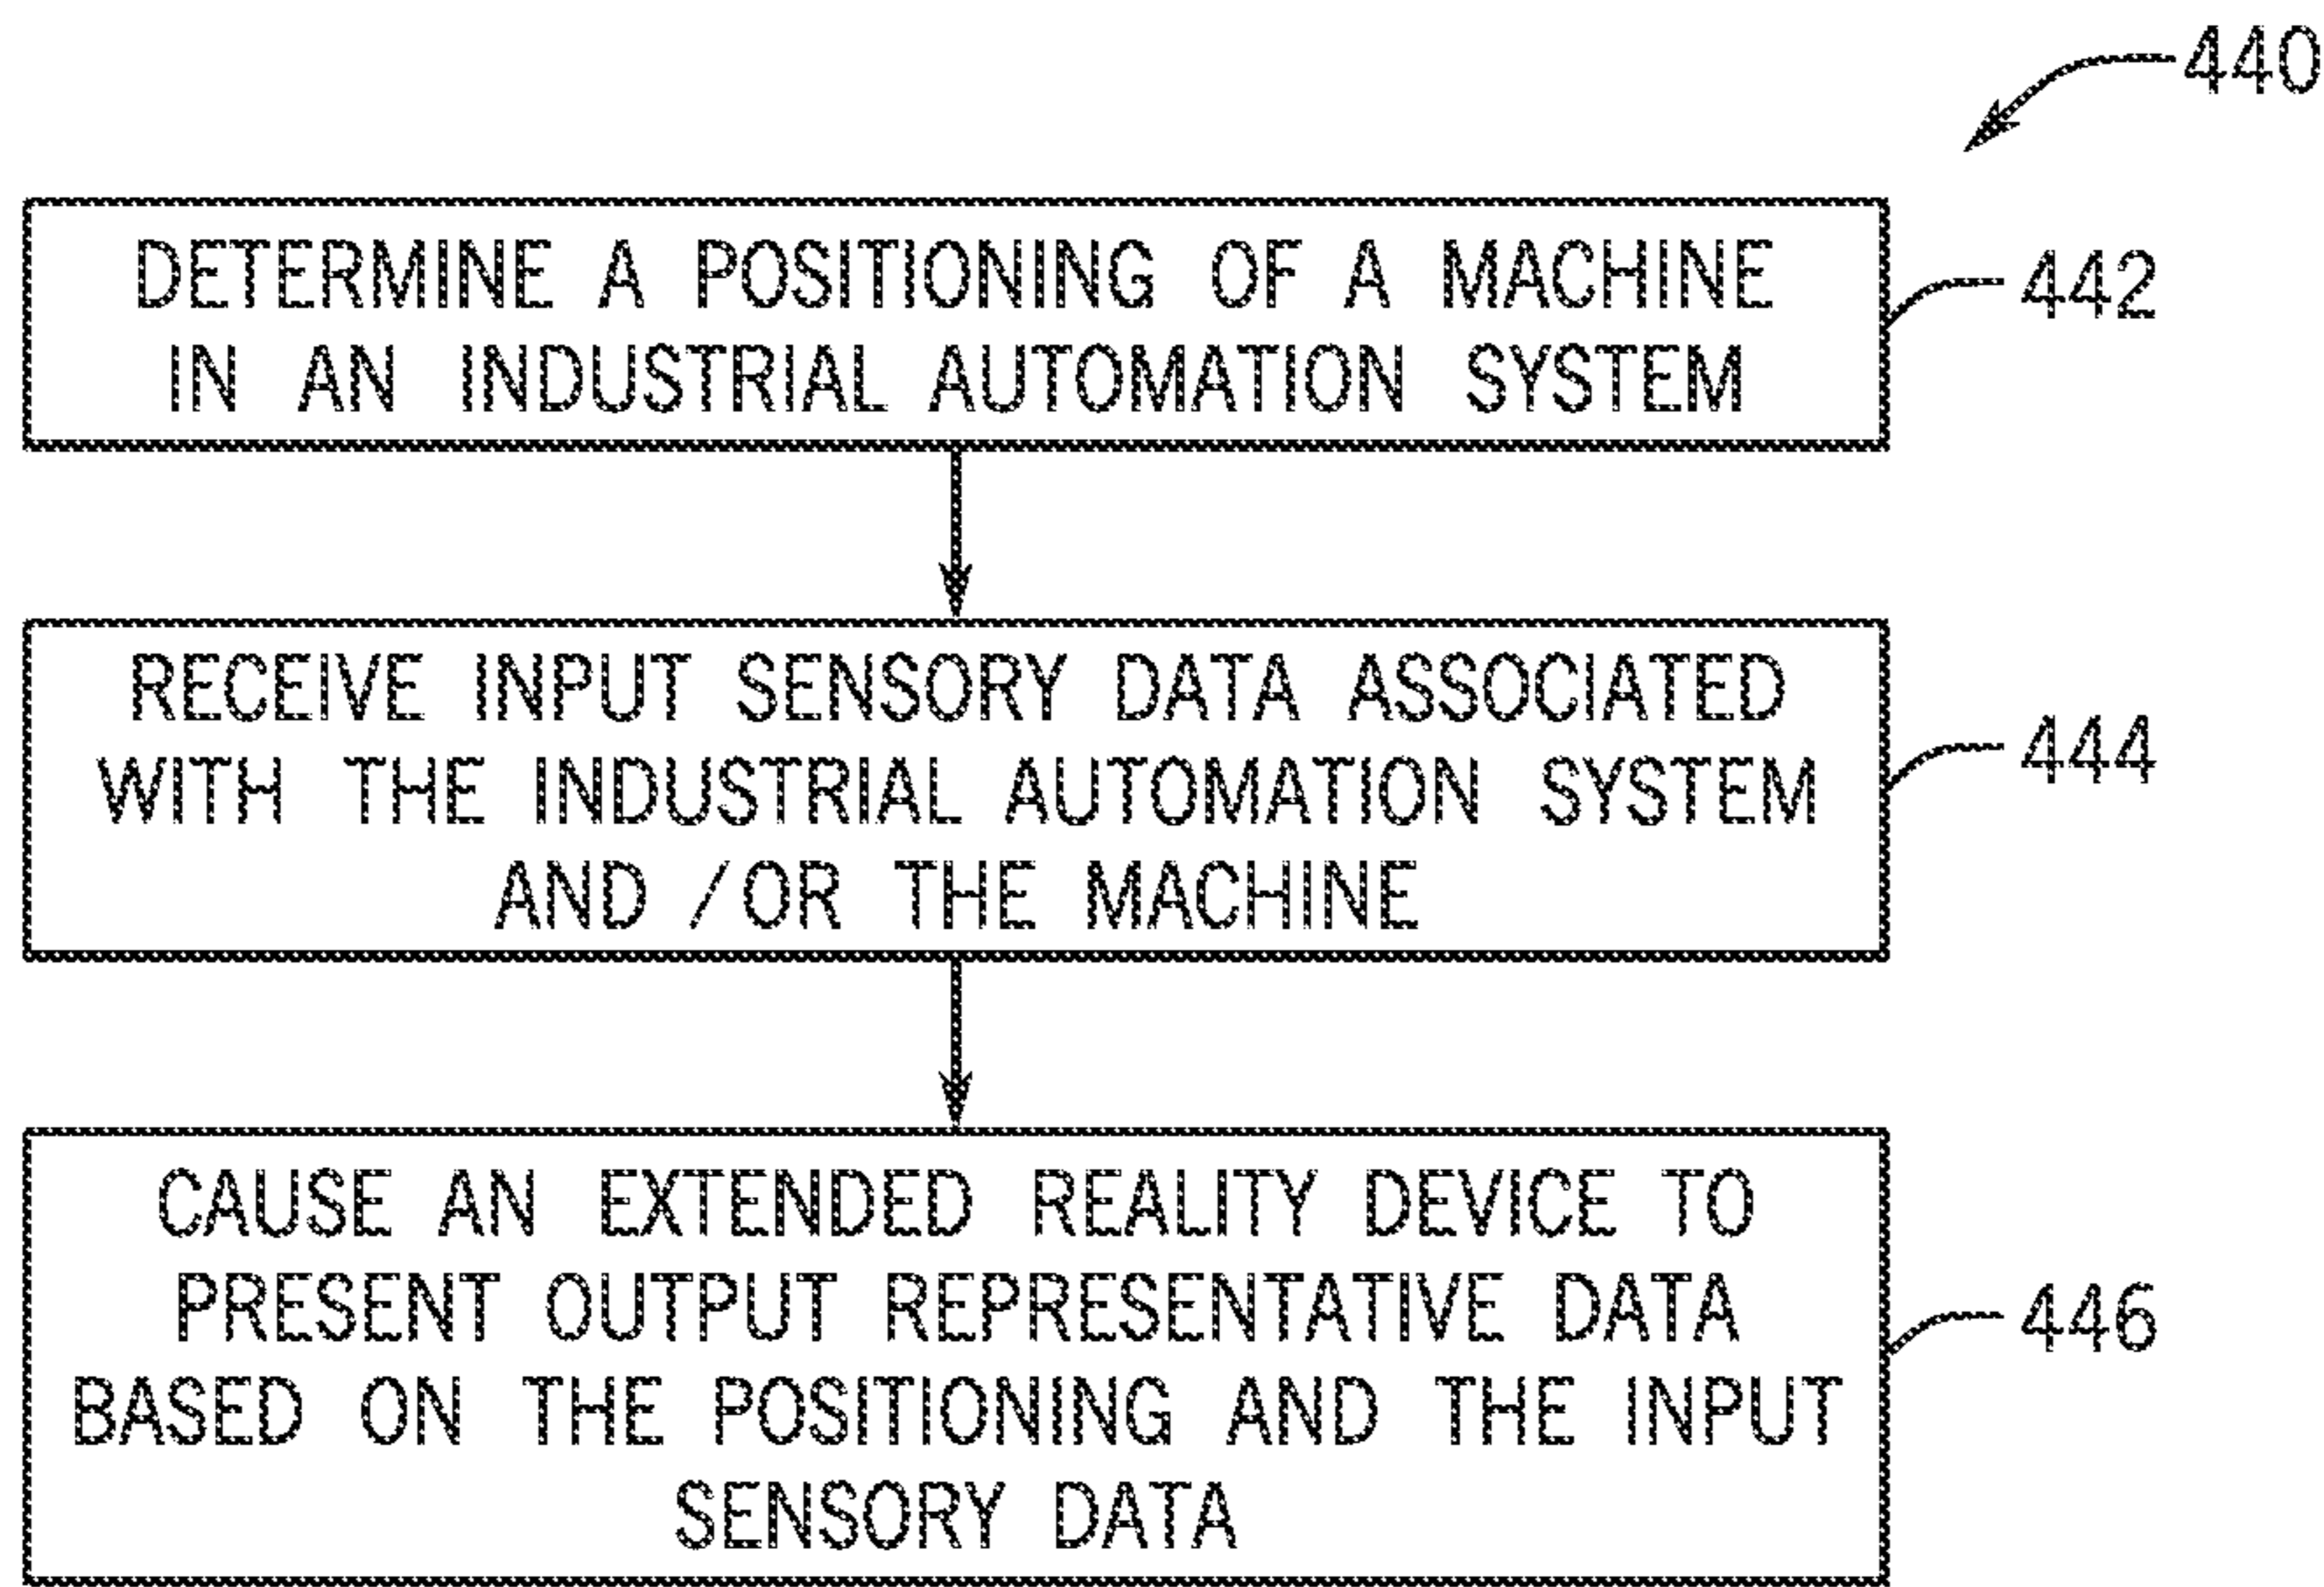 440
DETERMINE A POSITIONING OF A MACHINE
IN AN INDUSTRIAL AUTOMATION SYSTEM
442
RECEIVE INPUT SENSORY DATA ASSOCIATED
WITH THE INDUSTRIAL AUTOMATION SYSTEM
AND /OR THE MACHINE
444
CAUSE AN EXTENDED REALITY DEVICE TO
PRESENT OUTPUT REPRESENTATIVE DATA
BASED ON THE POSITIONING AND THE INPUT
SENSORY DATA
446